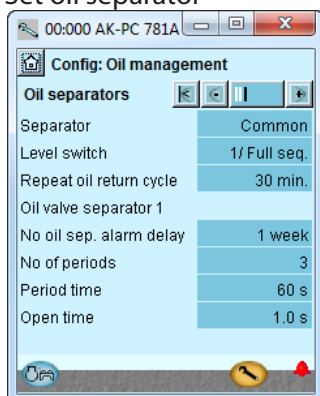 Set oil separator
00:000 AK-PC 781A
Config: Oil management
Oil separators
Separator Common
Level switch 1/ Full seq.
Repeat oil return cycle 30 min.
Oil valve separator 1
No oil sep. alarm delay 1 week
No of periods 3
Period time 60 s
Open time 1.0 s